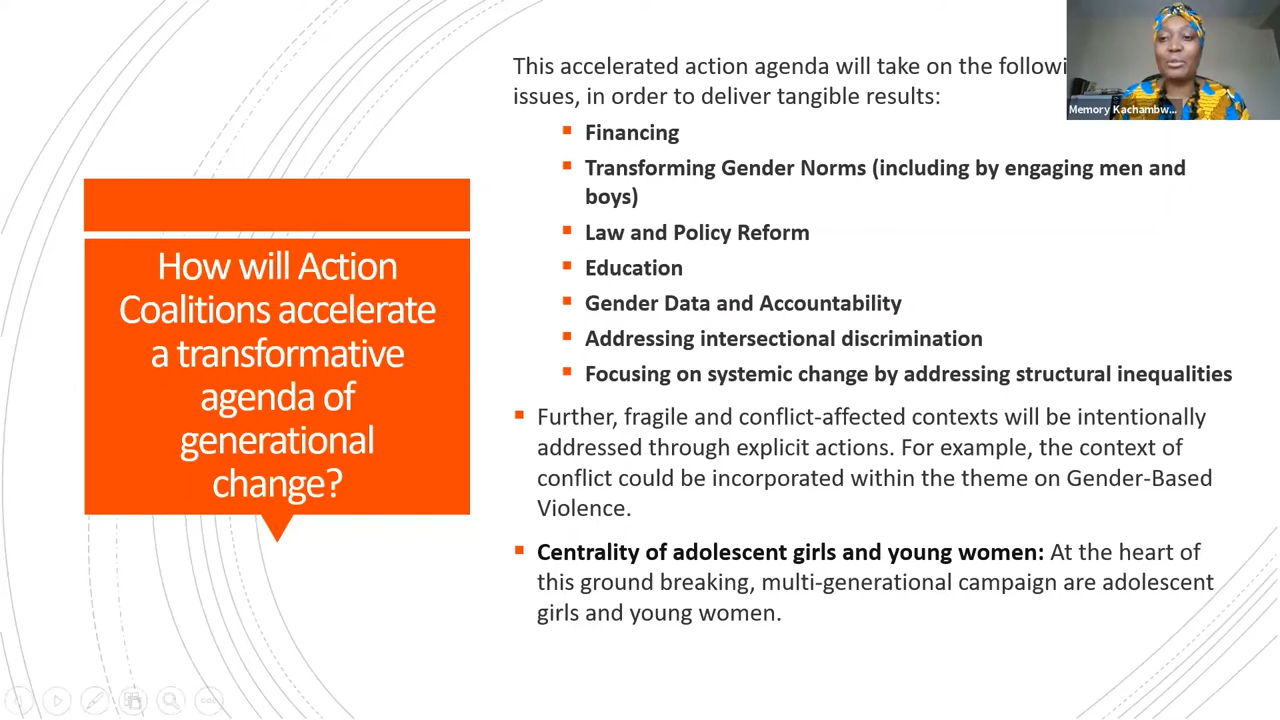 How will Action
Coalitions accelerate
a transformative
agenda of
generational
change?
This accelerated action agenda will take on the
issues, in order to deliver tangible results:
Financing
Transforming Gender Norms (including by engaging men and
boys)
Law and Policy Reform
Education
Gender Data and Accountability
Addressing intersectional discrimination
Focusing on systemic change by addressing structural inequalities
Further, fragile and conflict-affected contexts will be intentionally
addressed through explicit actions. For example, the context of
conflict could be incorporated within the theme on Gender-Based
Violence.
Centrality of adolescent girls and young women: At the heart of
this ground breaking, multi-generational campaign are adolescent
girls and young women.
Memory Kachambw...